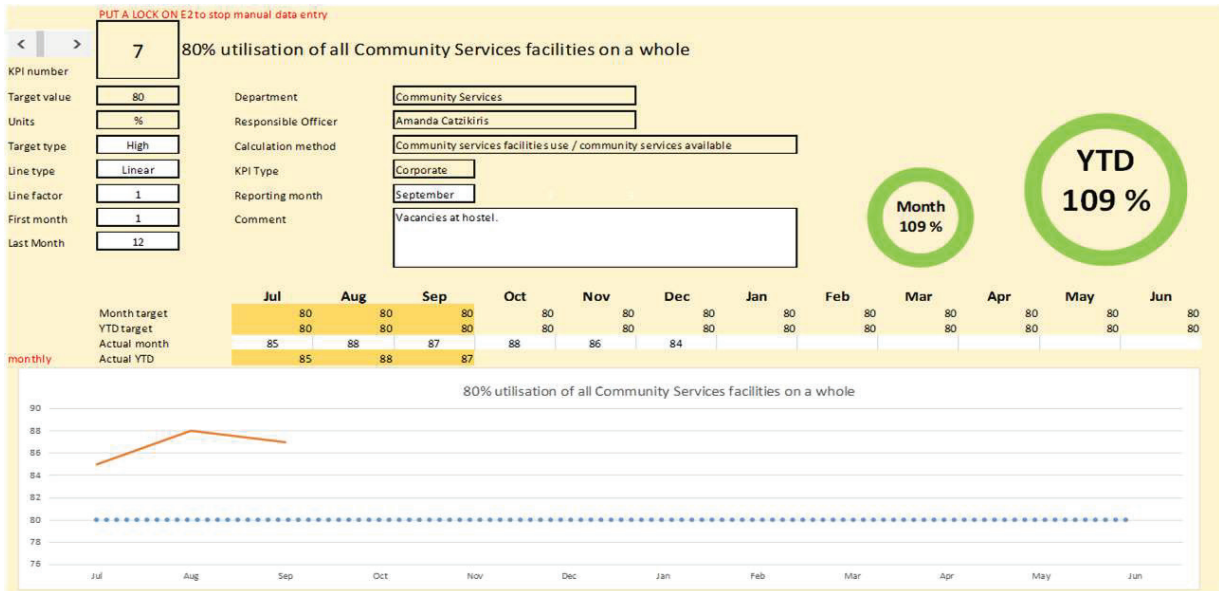 PUT A LOCK ON E2 to stop manual data entry
< >
7
80% utilisation of all Community Services facilities on a whole
KPI number
Target value 80 Department Community Services
Units % Responsible Officer Amanda Catzikiris
Target type High Calculation method Community services facilities use / community services available
Line type Linear KPI Type Corporate
Line factor 1 Reporting month September
First month 1 Comment Vacancies at hostel.
Last Month 12
Month
109 %
YTD
109 %
Jul Aug Sep Oct Nov Dec Jan Feb Mar Apr May Jun
Month target 80 80 80 80 80 80 80 80 80 80 80 80
YTD target 80 80 80 80 80 80 80 80 80 80 80 80
Actual month 85 88 87 88 86 84
monthly Actual YTD 85 88 87
80% utilisation of all Community Services facilities on a whole
90
88
86
84
82
80
78
76
Jul Aug Sep Oct Nov Dec Jan Feb Mar Apr May Jun